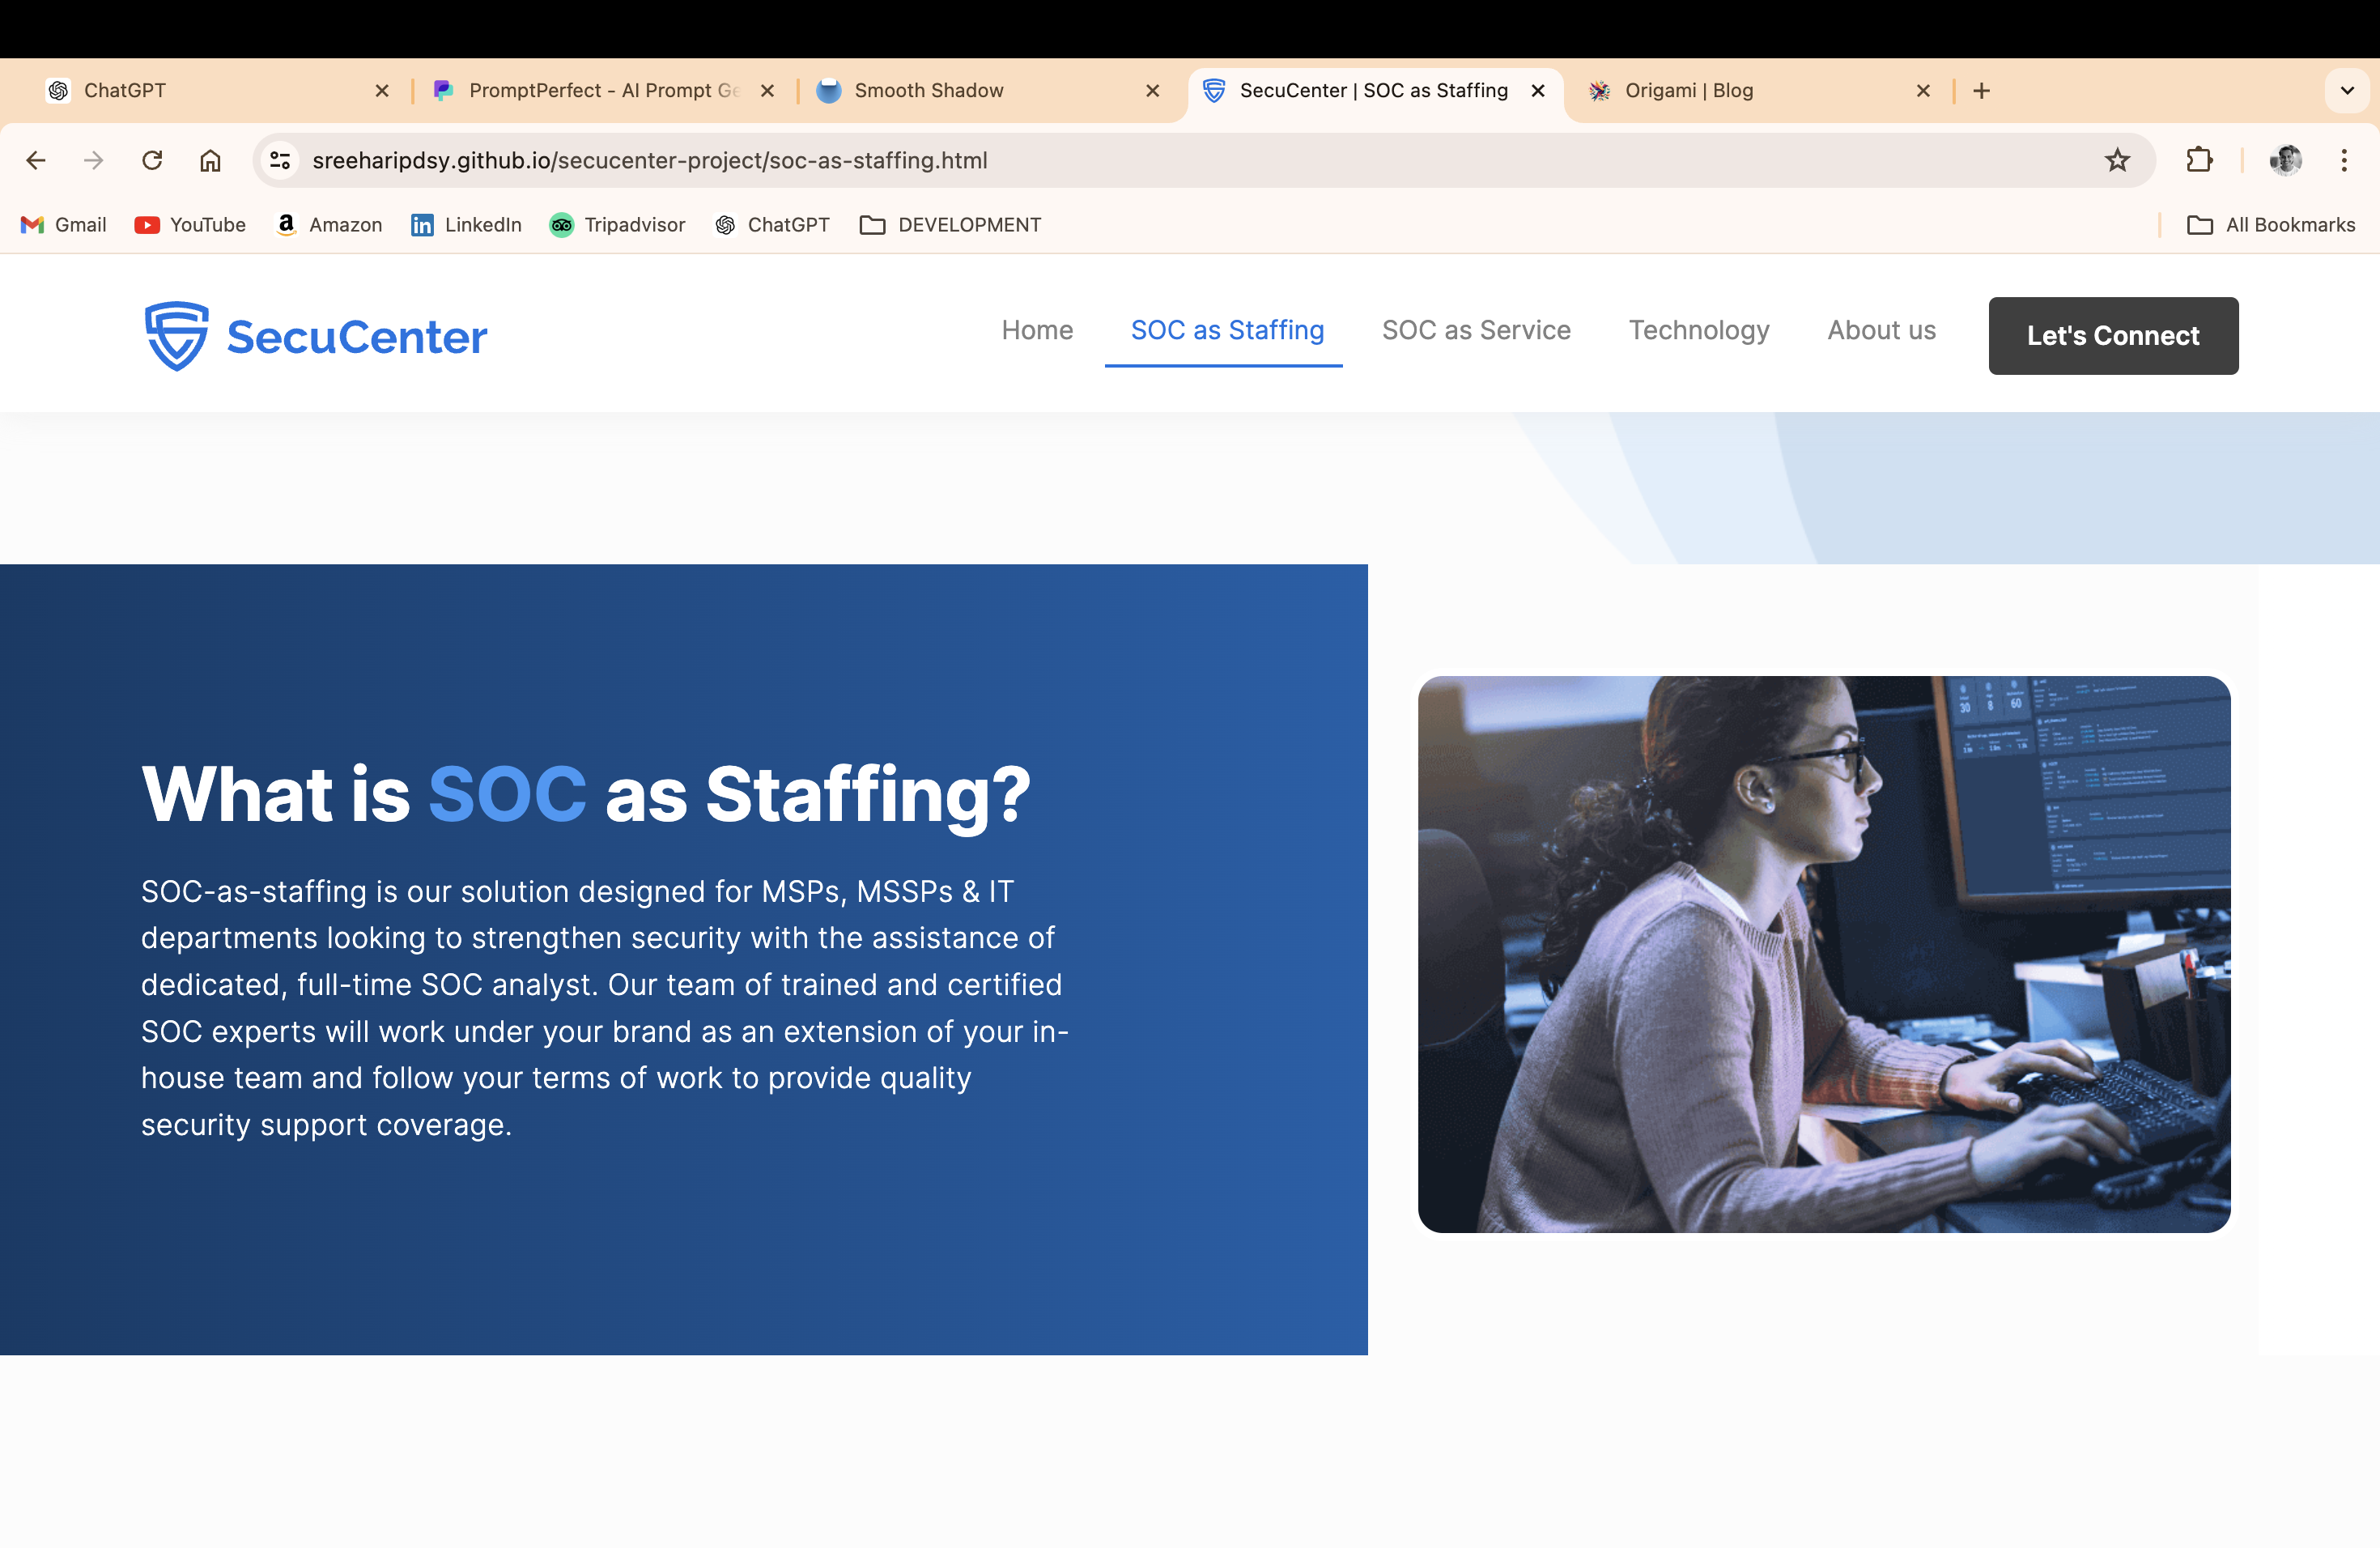 ChatGPT
PromptPerfect - AI Prompt Ge
Smooth Shadow
SecuCenter | SOC as Staffing
Origami | Blog
sreeharipdsy.github.io/secucenter-project/soc-as-staffing.html
Gmail
YouTube
Amazon
LinkedIn
Tripadvisor
ChatGPT
DEVELOPMENT
All Bookmarks
SecuCenter
Home
SOC as Staffing
SOC as Service
Technology
About us
Let's Connect
What is SOC as Staffing?
SOC-as-staffing is our solution designed for MSPs, MSSPs & IT
departments looking to strengthen security with the assistance of
dedicated, full-time SOC analyst. Our team of trained and certified
SOC experts will work under your brand as an extension of your in-
house team and follow your terms of work to provide quality
security support coverage.
30 8 60